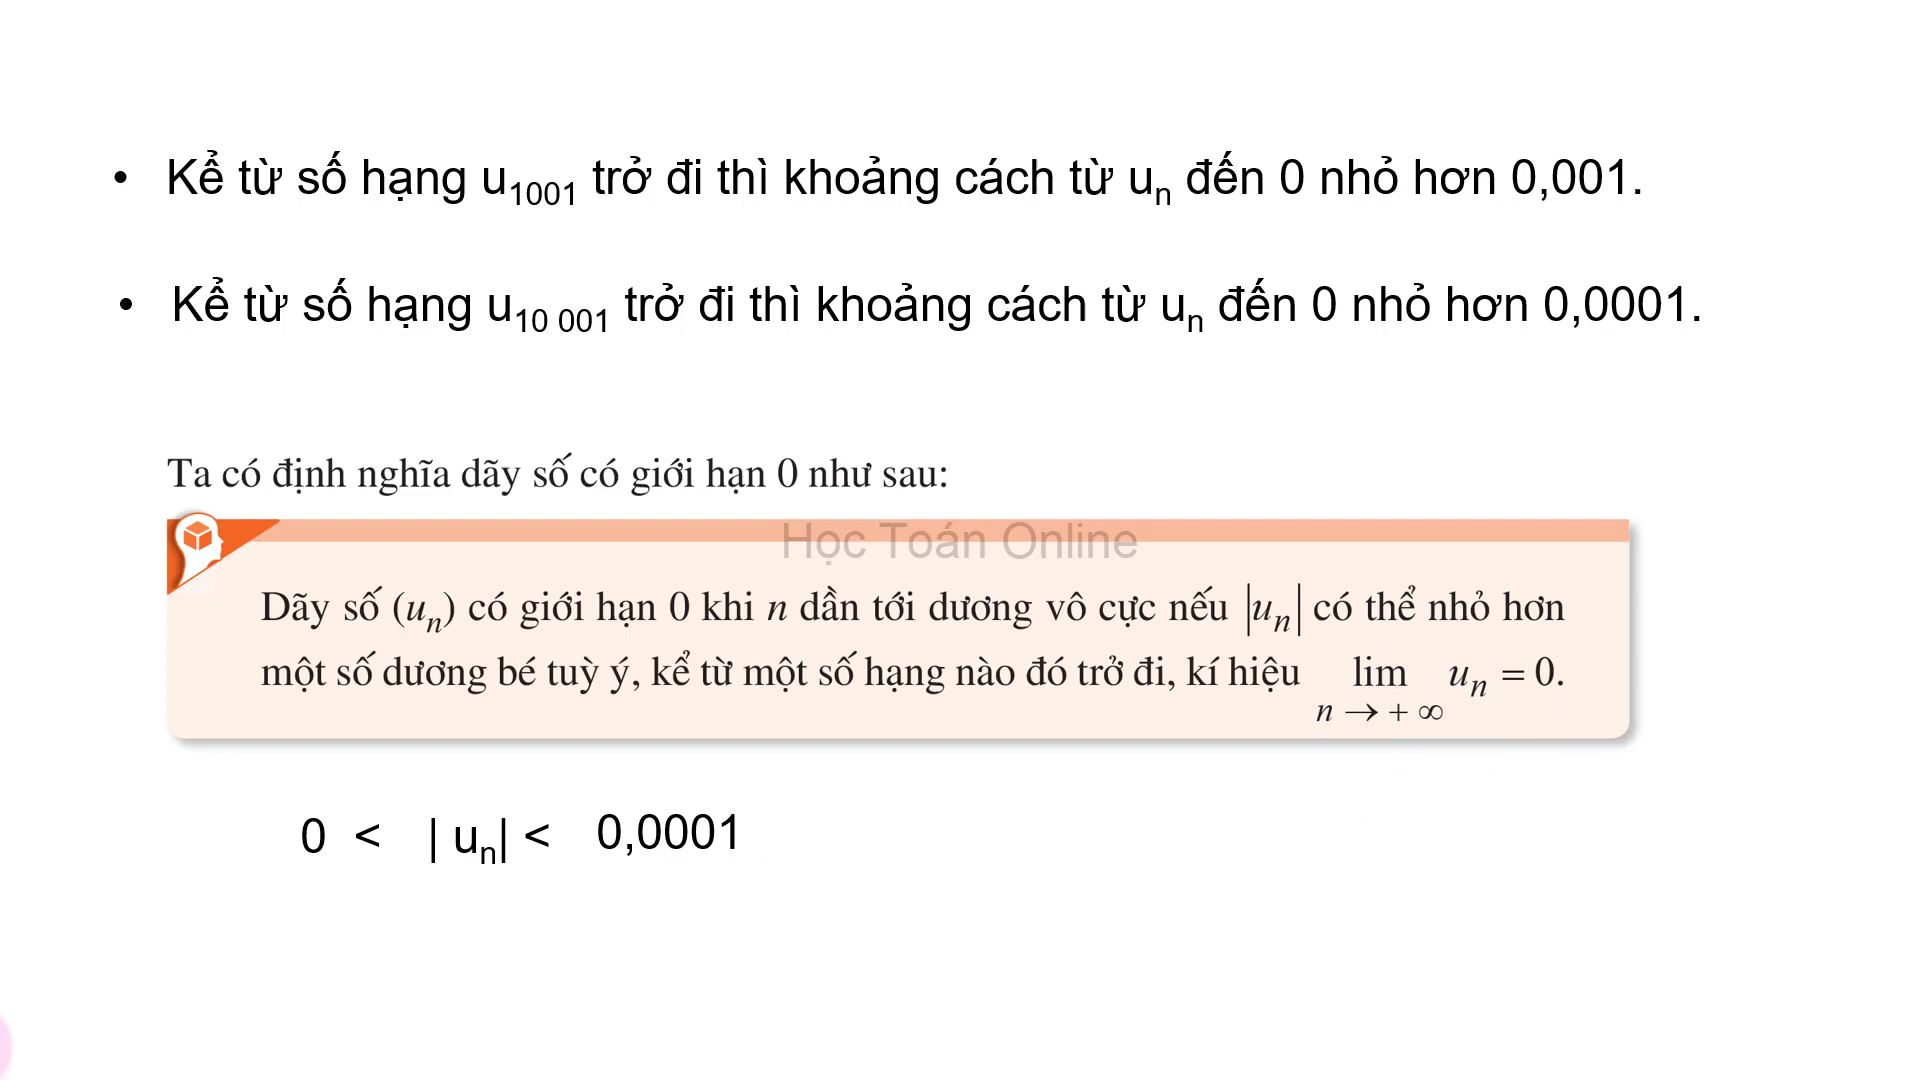 • Kể từ số hạng u₁₀₀₁ trở đi thì khoảng cách từ uₙ đến 0 nhỏ hơn 0,001.
• Kể từ số hạng u₁₀ ₀₀₁ trở đi thì khoảng cách từ uₙ đến 0 nhỏ hơn 0,0001.
Ta có định nghĩa dãy số có giới hạn 0 như sau:
Học Toán Online
Dãy số (uₙ) có giới hạn 0 khi n dần tới dương vô cực nếu |uₙ| có thể nhỏ hơn
một số dương bé tuỳ ý, kể từ một số hạng nào đó trở đi, kí hiệu lim uₙ = 0.
n → + ∞
0 < | uₙ| < 0,0001